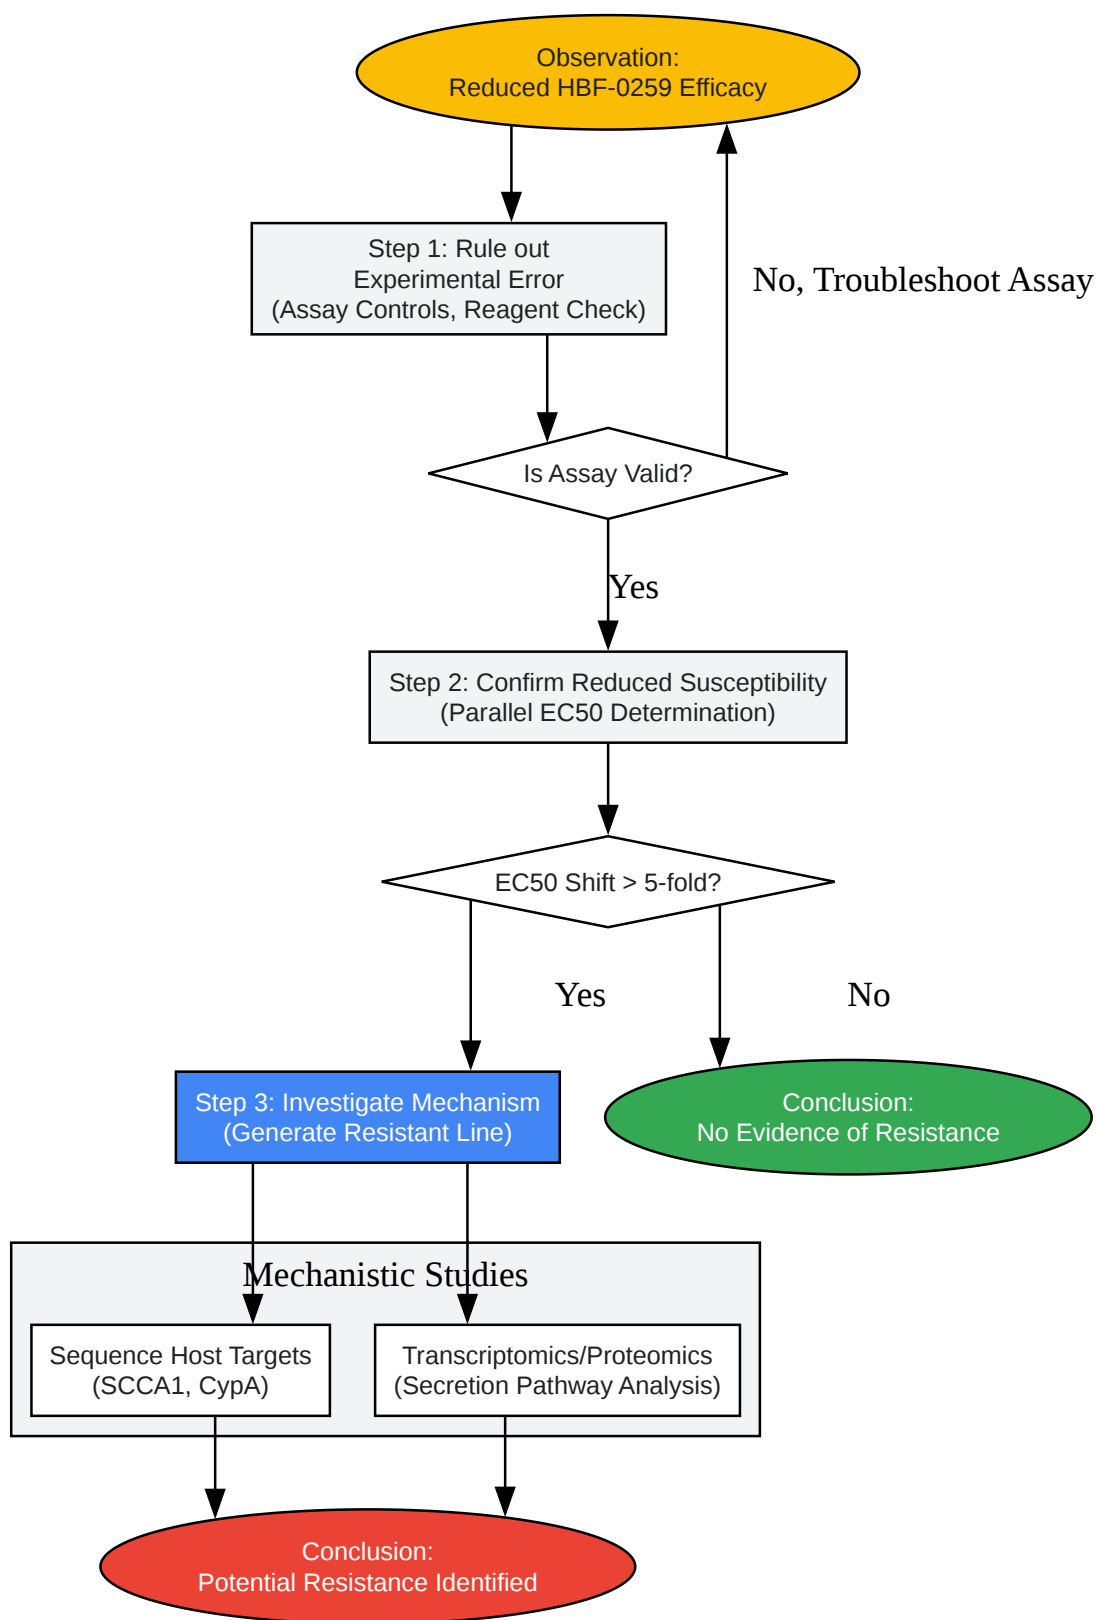 Observation:
Reduced HBF-0259 Efficacy
Step 1: Rule out
Experimental Error
(Assay Controls, Reagent Check)
No, Troubleshoot Assay
Is Assay Valid?
Yes
Step 2: Confirm Reduced Susceptibility
(Parallel EC50 Determination)
EC50 Shift > 5-fold?
Yes
No
Step 3: Investigate Mechanism
(Generate Resistant Line)
Conclusion:
No Evidence of Resistance
Mechanistic Studies
Sequence Host Targets
(SCCA1, CypA)
Transcriptomics/Proteomics
(Secretion Pathway Analysis)
Conclusion:
Potential Resistance Identified